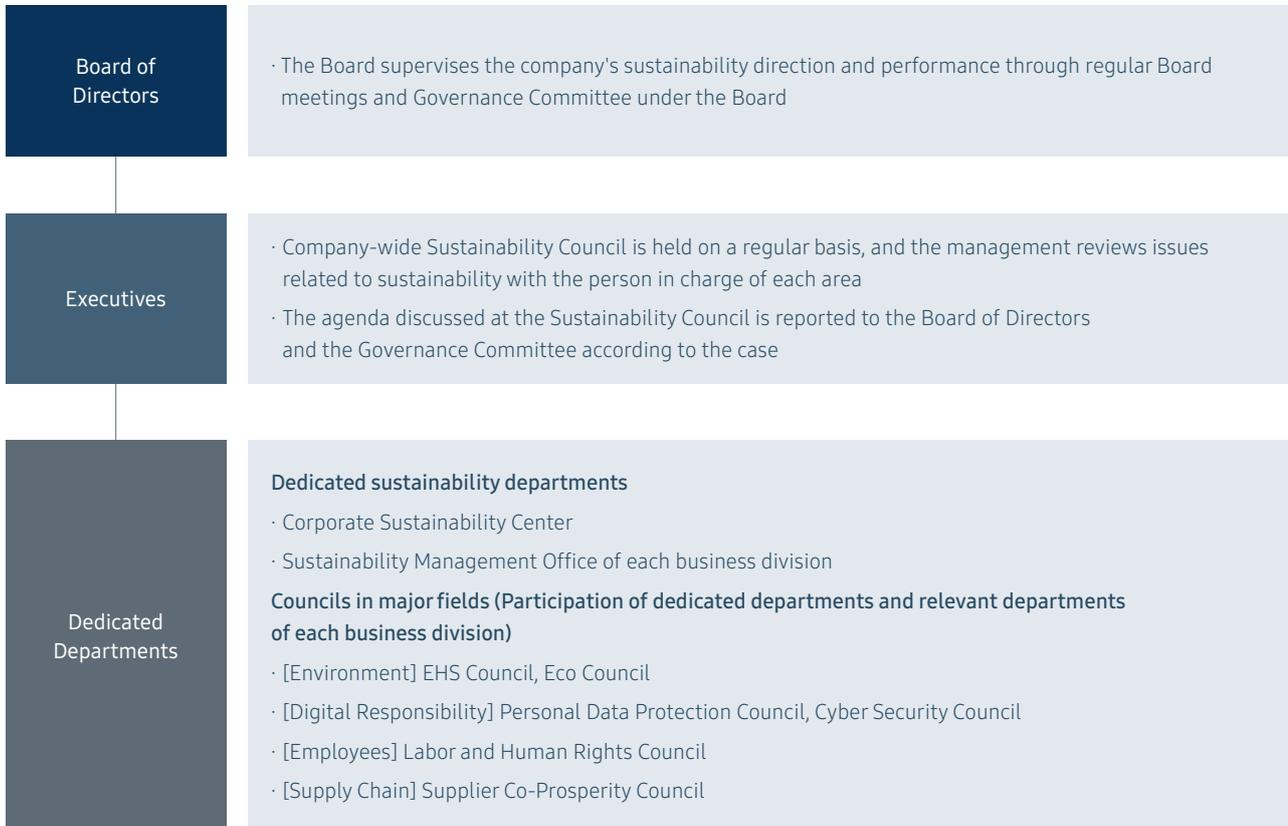 Board of
Directors
· The Board supervises the company's sustainability direction and performance through regular Board
meetings and Governance Committee under the Board
Executives
· Company-wide Sustainability Council is held on a regular basis, and the management reviews issues
related to sustainability with the person in charge of each area
· The agenda discussed at the Sustainability Council is reported to the Board of Directors
and the Governance Committee according to the case
Dedicated
Departments
Dedicated sustainability departments
· Corporate Sustainability Center
· Sustainability Management Office of each business division
Councils in major fields (Participation of dedicated departments and relevant departments
of each business division)
· [Environment] EHS Council, Eco Council
· [Digital Responsibility] Personal Data Protection Council, Cyber Security Council
· [Employees] Labor and Human Rights Council
· [Supply Chain] Supplier Co-Prosperity Council